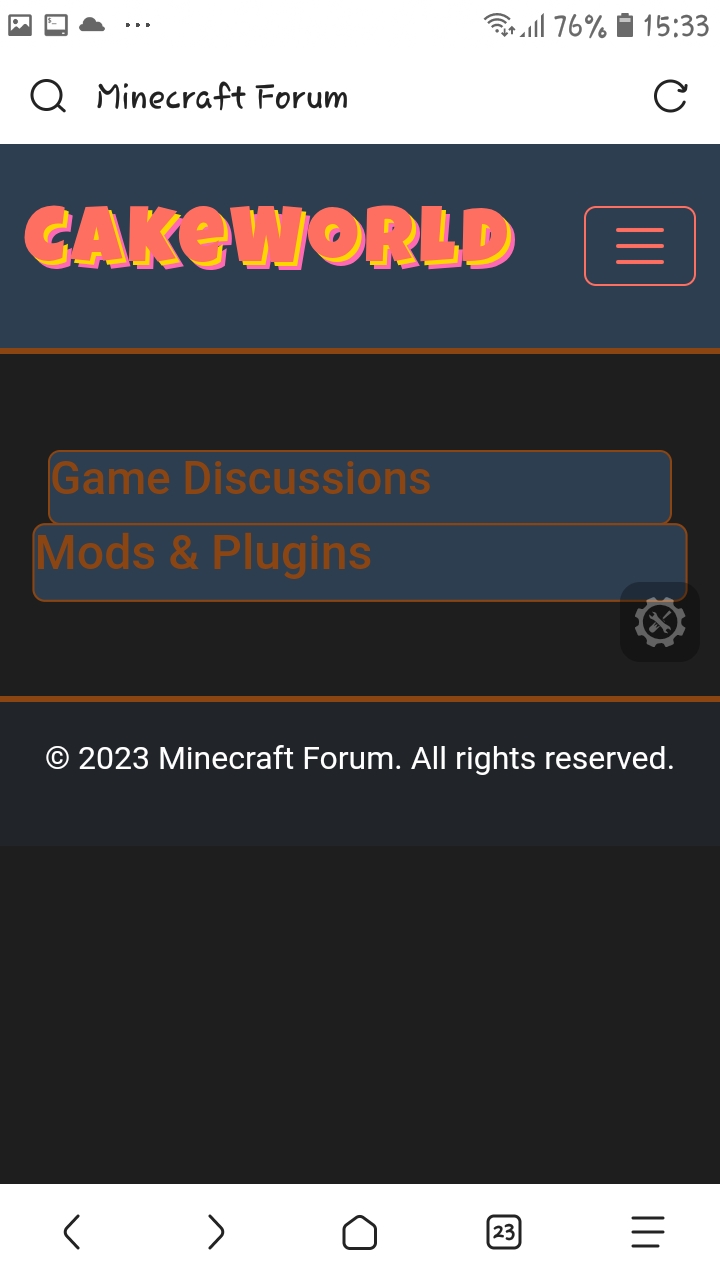 76% 15:33
Minecraft Forum
CAKeWORLD
Game Discussions
Mods & Plugins
© 2023 Minecraft Forum. All rights reserved.
23